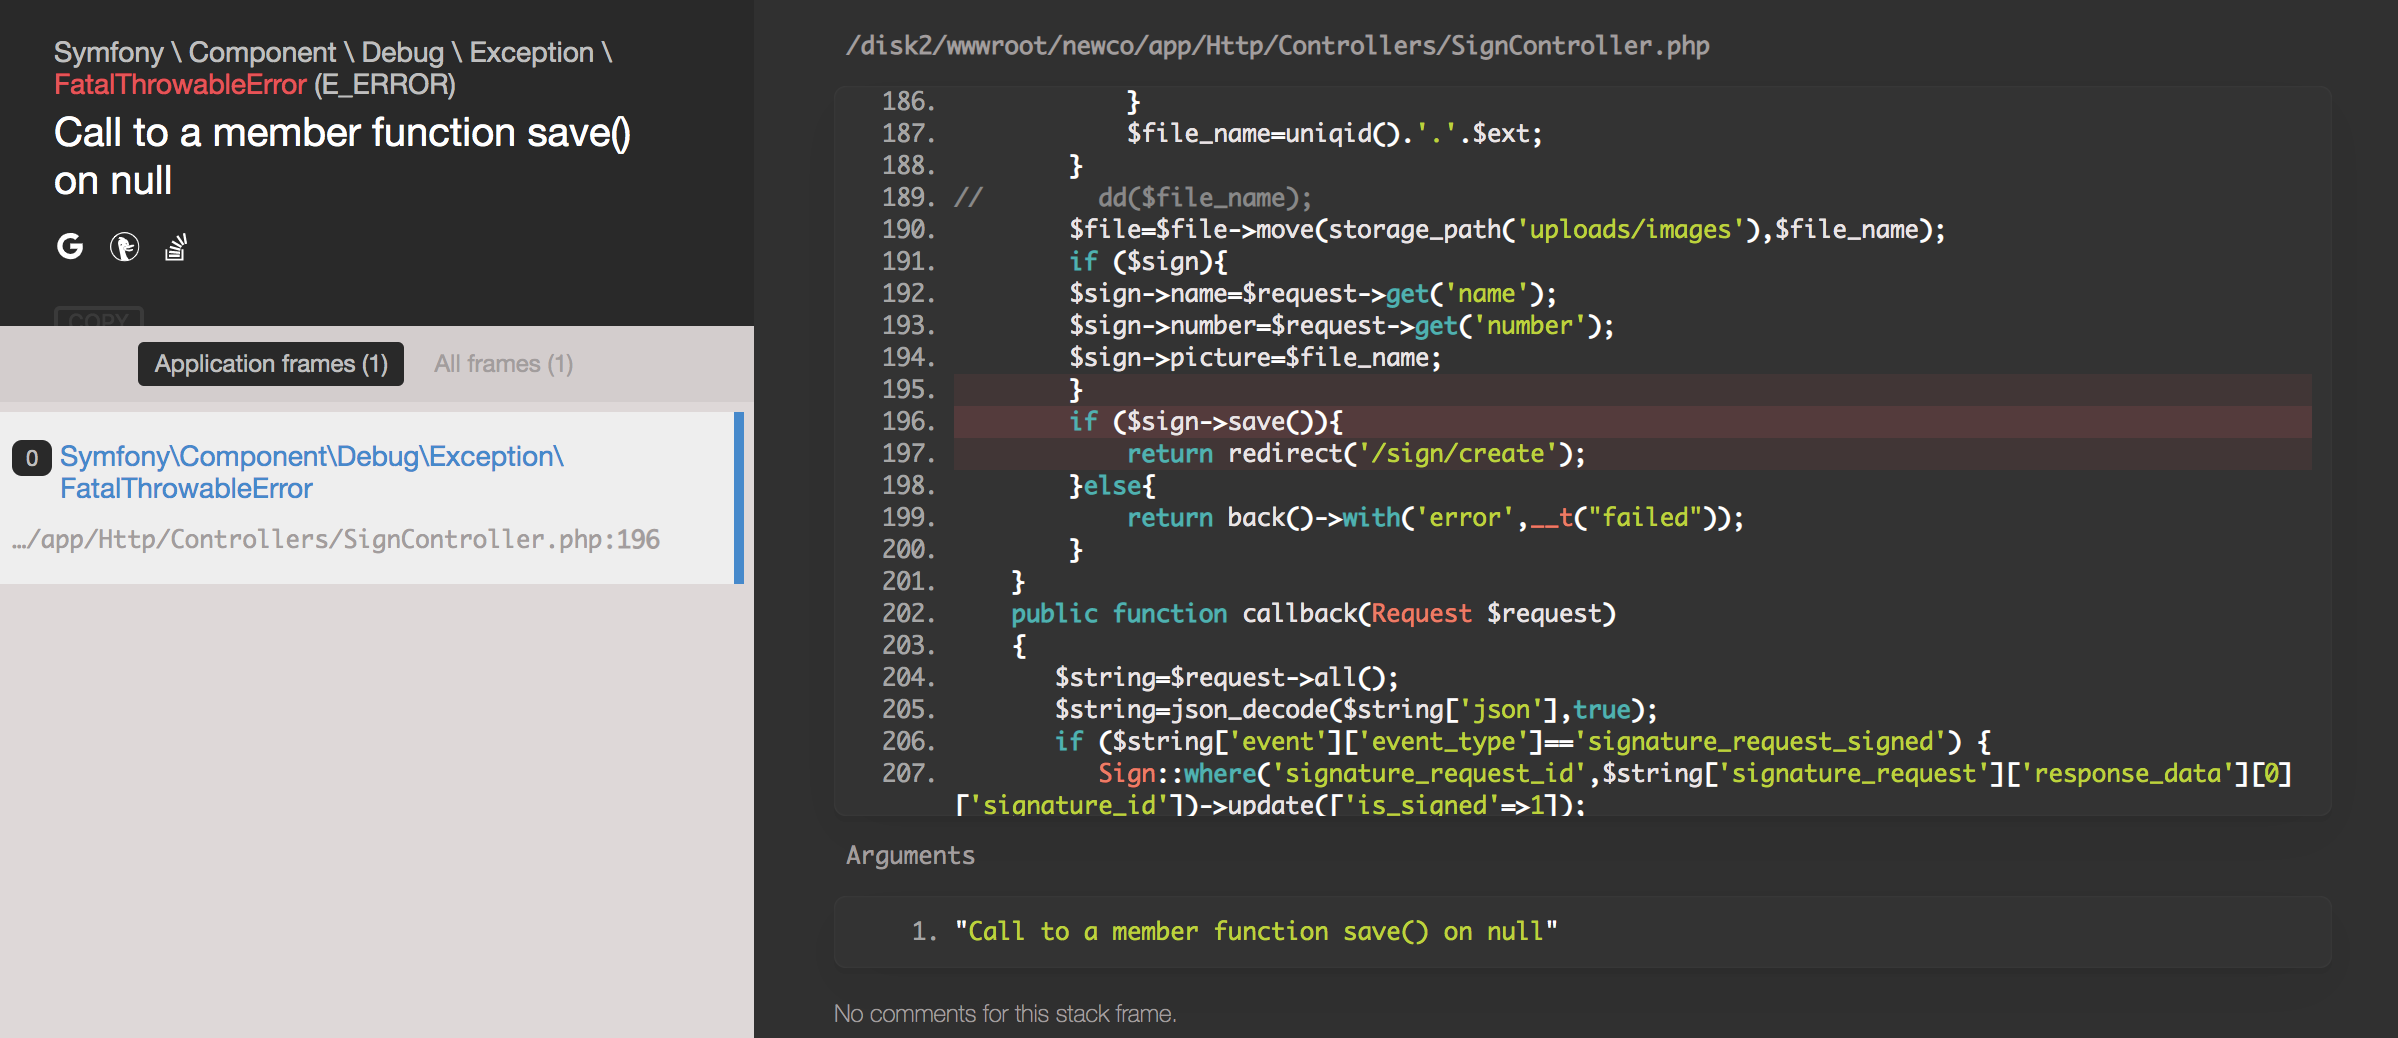 Symfony \ Component \ Debug \ Exception \
FatalThrowableError (E_ERROR)
Call to a member function save()
on null
COPY
Application frames (1)
All frames (1)
0
Symfony\Component\Debug\Exception\
FatalThrowableError
…/app/Http/Controllers/SignController.php:196
/disk2/wwwroot/newco/app/Http/Controllers/SignController.php
186.             }
187.             $file_name=uniqid().'.'.$ext;
188.         }
189. //        dd($file_name);
190.         $file=$file->move(storage_path('uploads/images'),$file_name);
191.         if ($sign){
192.         $sign->name=$request->get('name');
193.         $sign->number=$request->get('number');
194.         $sign->picture=$file_name;
195.         }
196.         if ($sign->save()){
197.             return redirect('/sign/create');
198.         }else{
199.             return back()->with('error',__t("failed"));
200.         }
201.     }
202.     public function callback(Request $request)
203.     {
204.        $string=$request->all();
205.        $string=json_decode($string['json'],true);
206.        if ($string['event']['event_type']=='signature_request_signed') {
207.           Sign::where('signature_request_id',$string['signature_request']['response_data'][0]
['signature_id'])->update(['is_signed'=>1]);
Arguments
1. "Call to a member function save() on null"
No comments for this stack frame.